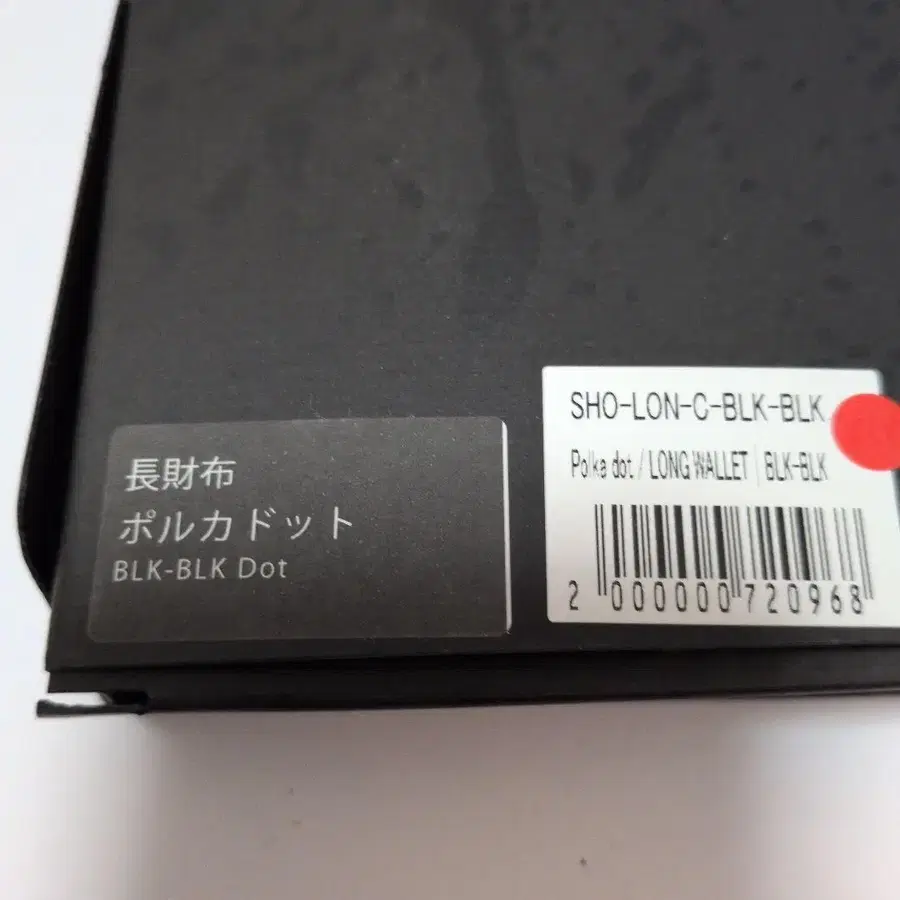 長財布
ポルカドット
BLK-BLK Dot
SHO-LON-C-BLK-BLK
Polka dot / LONG WALLET | BLK-BLK
2 000000 720968